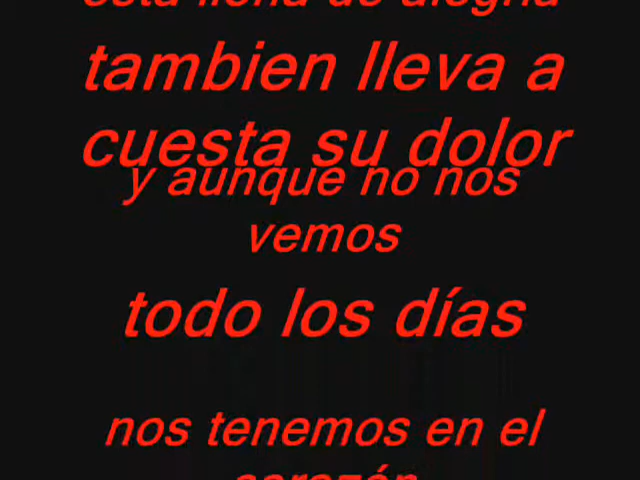 esta llena de alegria
tambien lleva a
cuesta su dolor
y aunque no nos
vemos
todo los días
nos tenemos en el
corazón